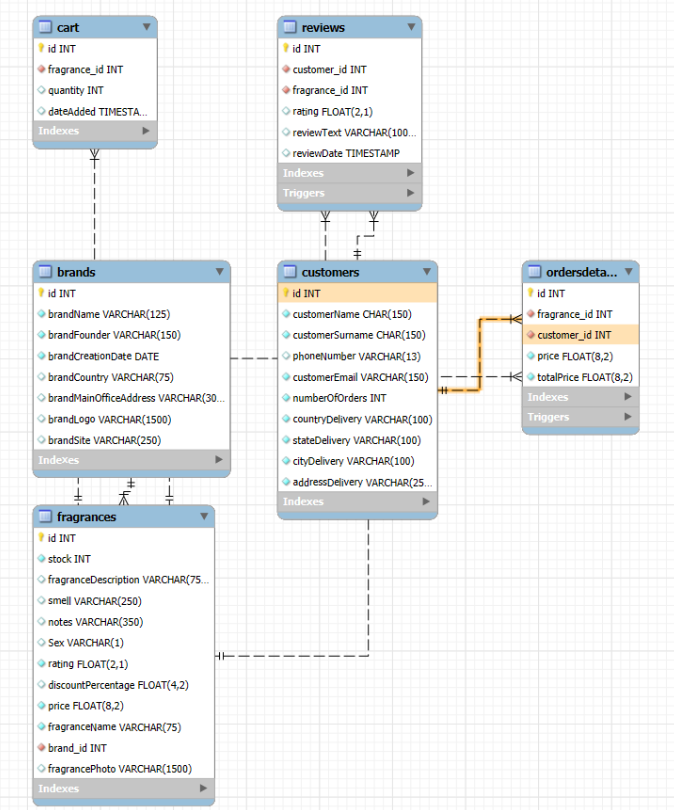 cart
id INT
fragrance_id INT
quantity INT
dateAdded TIMESTA...
Indexes
reviews
id INT
customer_id INT
fragrance_id INT
rating FLOAT(2,1)
reviewText VARCHAR(100...
reviewDate TIMESTAMP
Indexes
Triggers
brands
id INT
brandName VARCHAR(125)
brandFounder VARCHAR(150)
brandCreationDate DATE
brandCountry VARCHAR(75)
brandMainOfficeAddress VARCHAR(30...
brandLogo VARCHAR(1500)
brandSite VARCHAR(250)
Indexes
customers
id INT
customerName CHAR(150)
customerSurname CHAR(150)
phoneNumber VARCHAR(13)
customerEmail VARCHAR(150)
numberOfOrders INT
countryDelivery VARCHAR(100)
stateDelivery VARCHAR(100)
cityDelivery VARCHAR(100)
addressDelivery VARCHAR(25...
Indexes
ordersdeta...
id INT
fragrance_id INT
customer_id INT
price FLOAT(8,2)
totalPrice FLOAT(8,2)
Indexes
Triggers
fragrances
id INT
stock INT
fragranceDescription VARCHAR(75...
smell VARCHAR(250)
notes VARCHAR(350)
Sex VARCHAR(1)
rating FLOAT(2,1)
discountPercentage FLOAT(4,2)
price FLOAT(8,2)
fragranceName VARCHAR(75)
brand_id INT
fragrancePhoto VARCHAR(1500)
Indexes